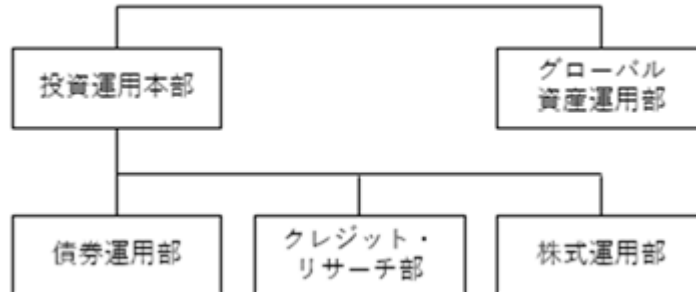 投資運用本部
グローバル
資産運用部
債券運用部
クレジット・
リサーチ部
株式運用部